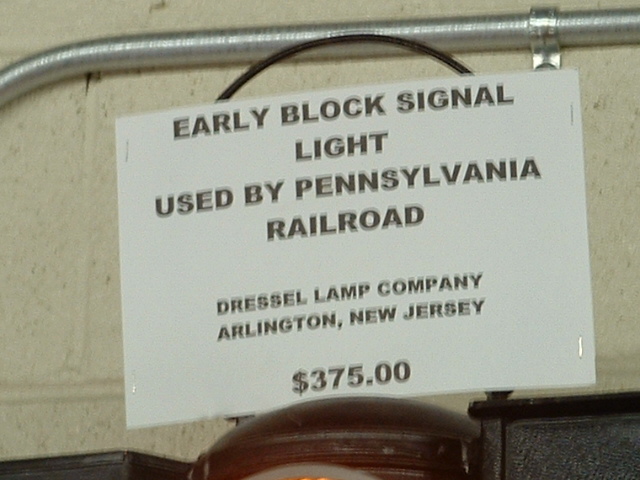 EARLY BLOCK SIGNAL
LIGHT
USED BY PENNSYLVANIA
RAILROAD
DRESSEL LAMP COMPANY
ARLINGTON, NEW JERSEY
$375.00